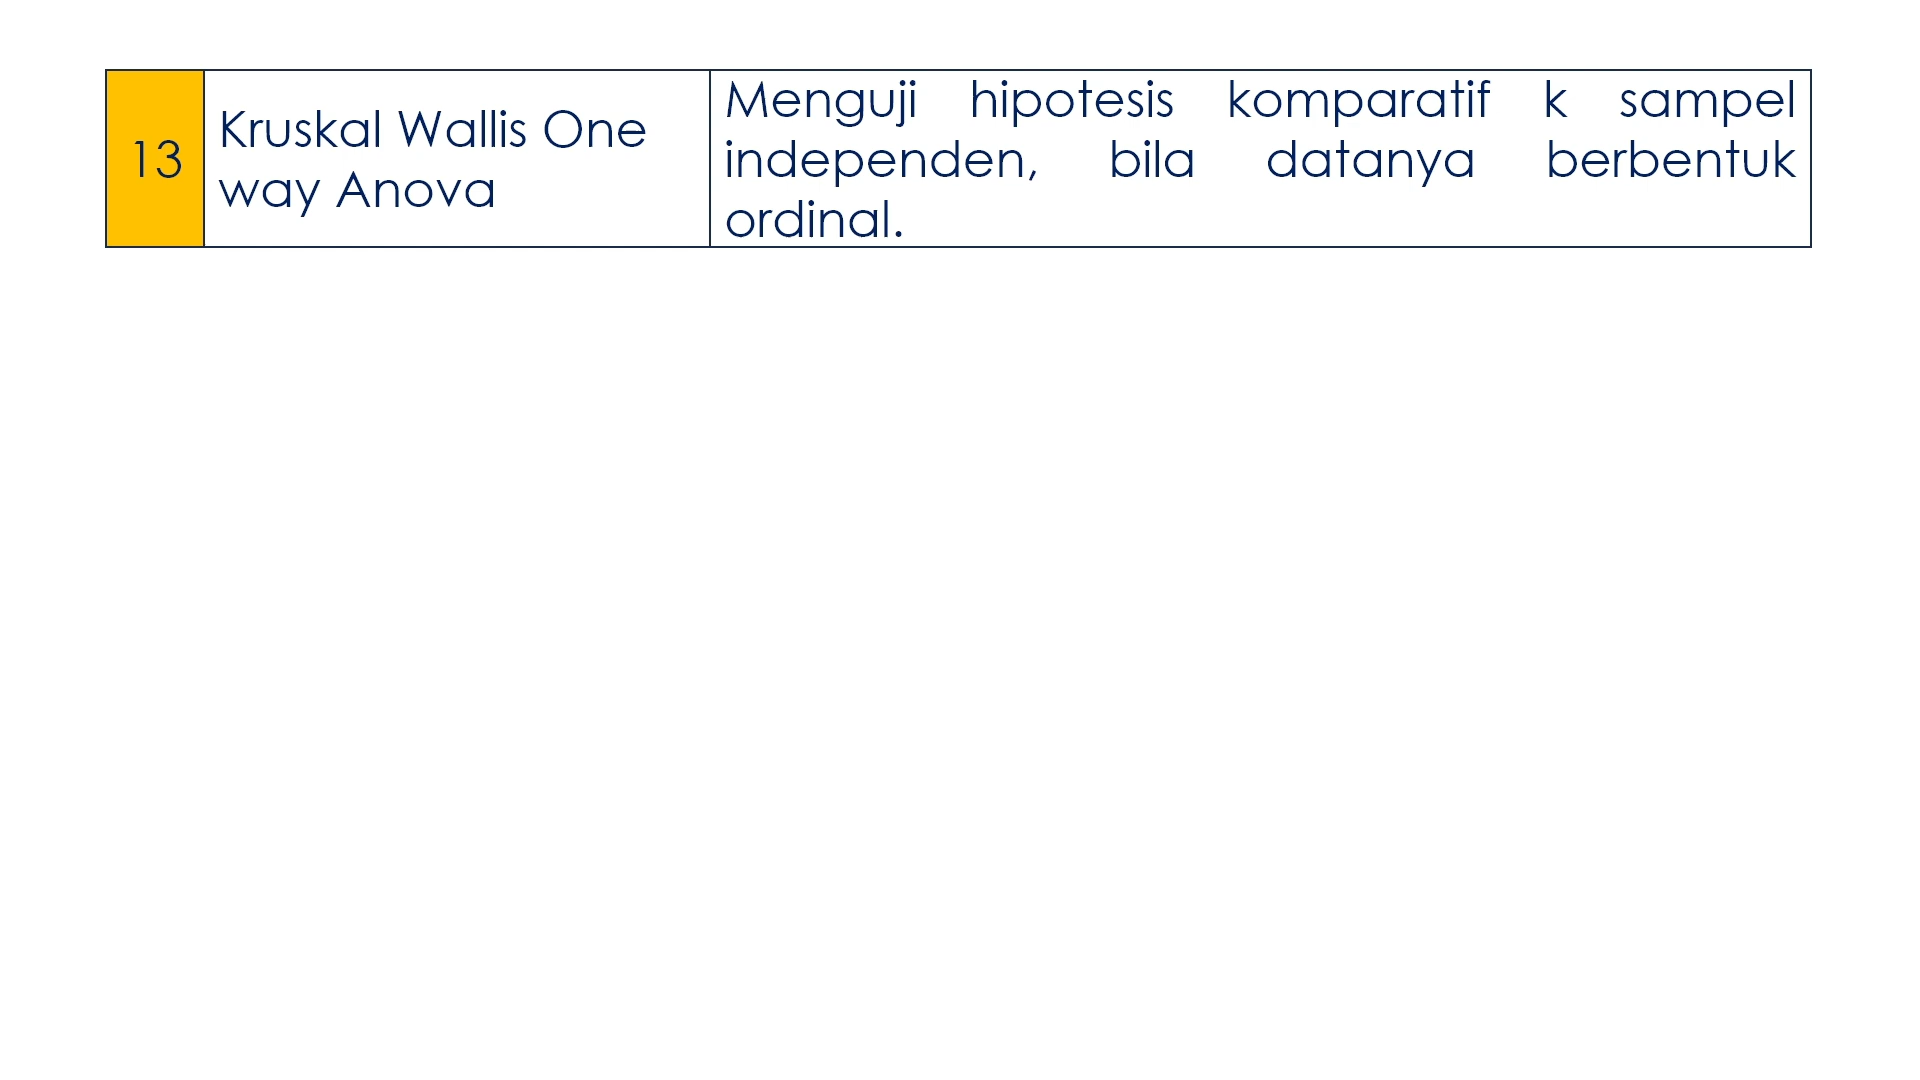 13
Kruskal Wallis One
way Anova
Menguji hipotesis komparatif k sampel
independen, bila datanya berbentuk
ordinal.